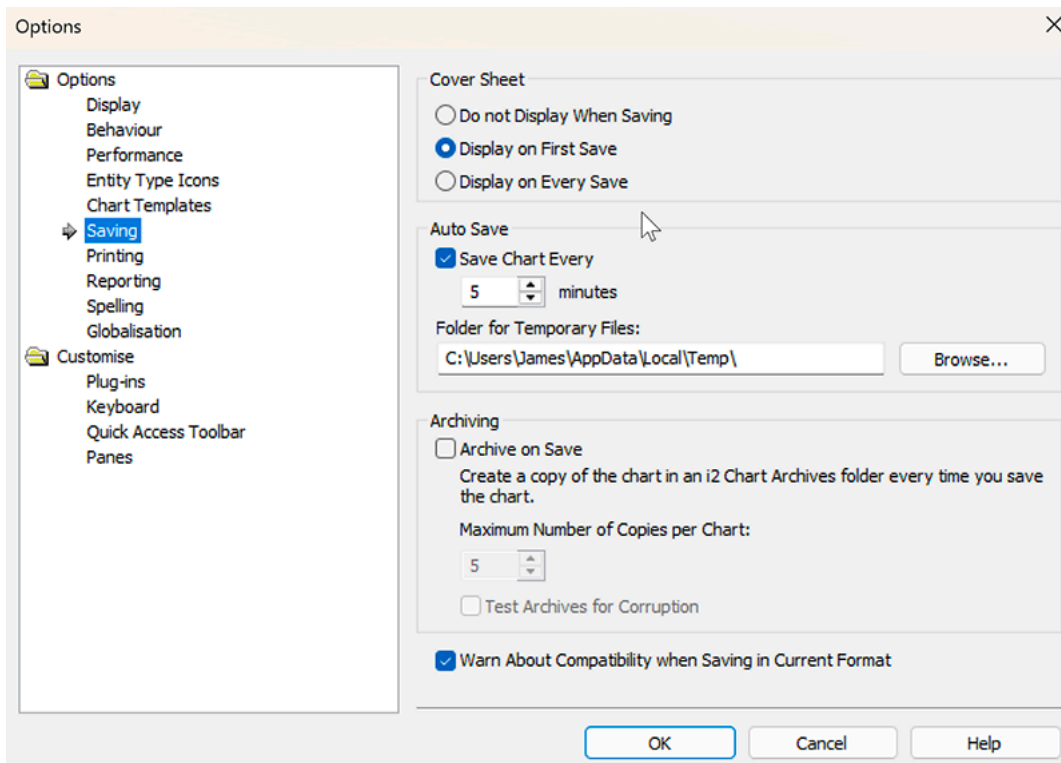 Options
Options
Display
Behaviour
Performance
Entity Type Icons
Chart Templates
Saving
Printing
Reporting
Spelling
Globalisation
Customise
Plug-ins
Keyboard
Quick Access Toolbar
Panes
Cover Sheet
Do not Display When Saving
Display on First Save
Display on Every Save
Auto Save
Save Chart Every
5 minutes
Folder for Temporary Files:
C:\Users\James\AppData\Local\Temp\ Browse...
Archiving
Archive on Save
Create a copy of the chart in an i2 Chart Archives folder every time you save
the chart.
Maximum Number of Copies per Chart:
5
Test Archives for Corruption
Warn About Compatibility when Saving in Current Format
OK Cancel Help